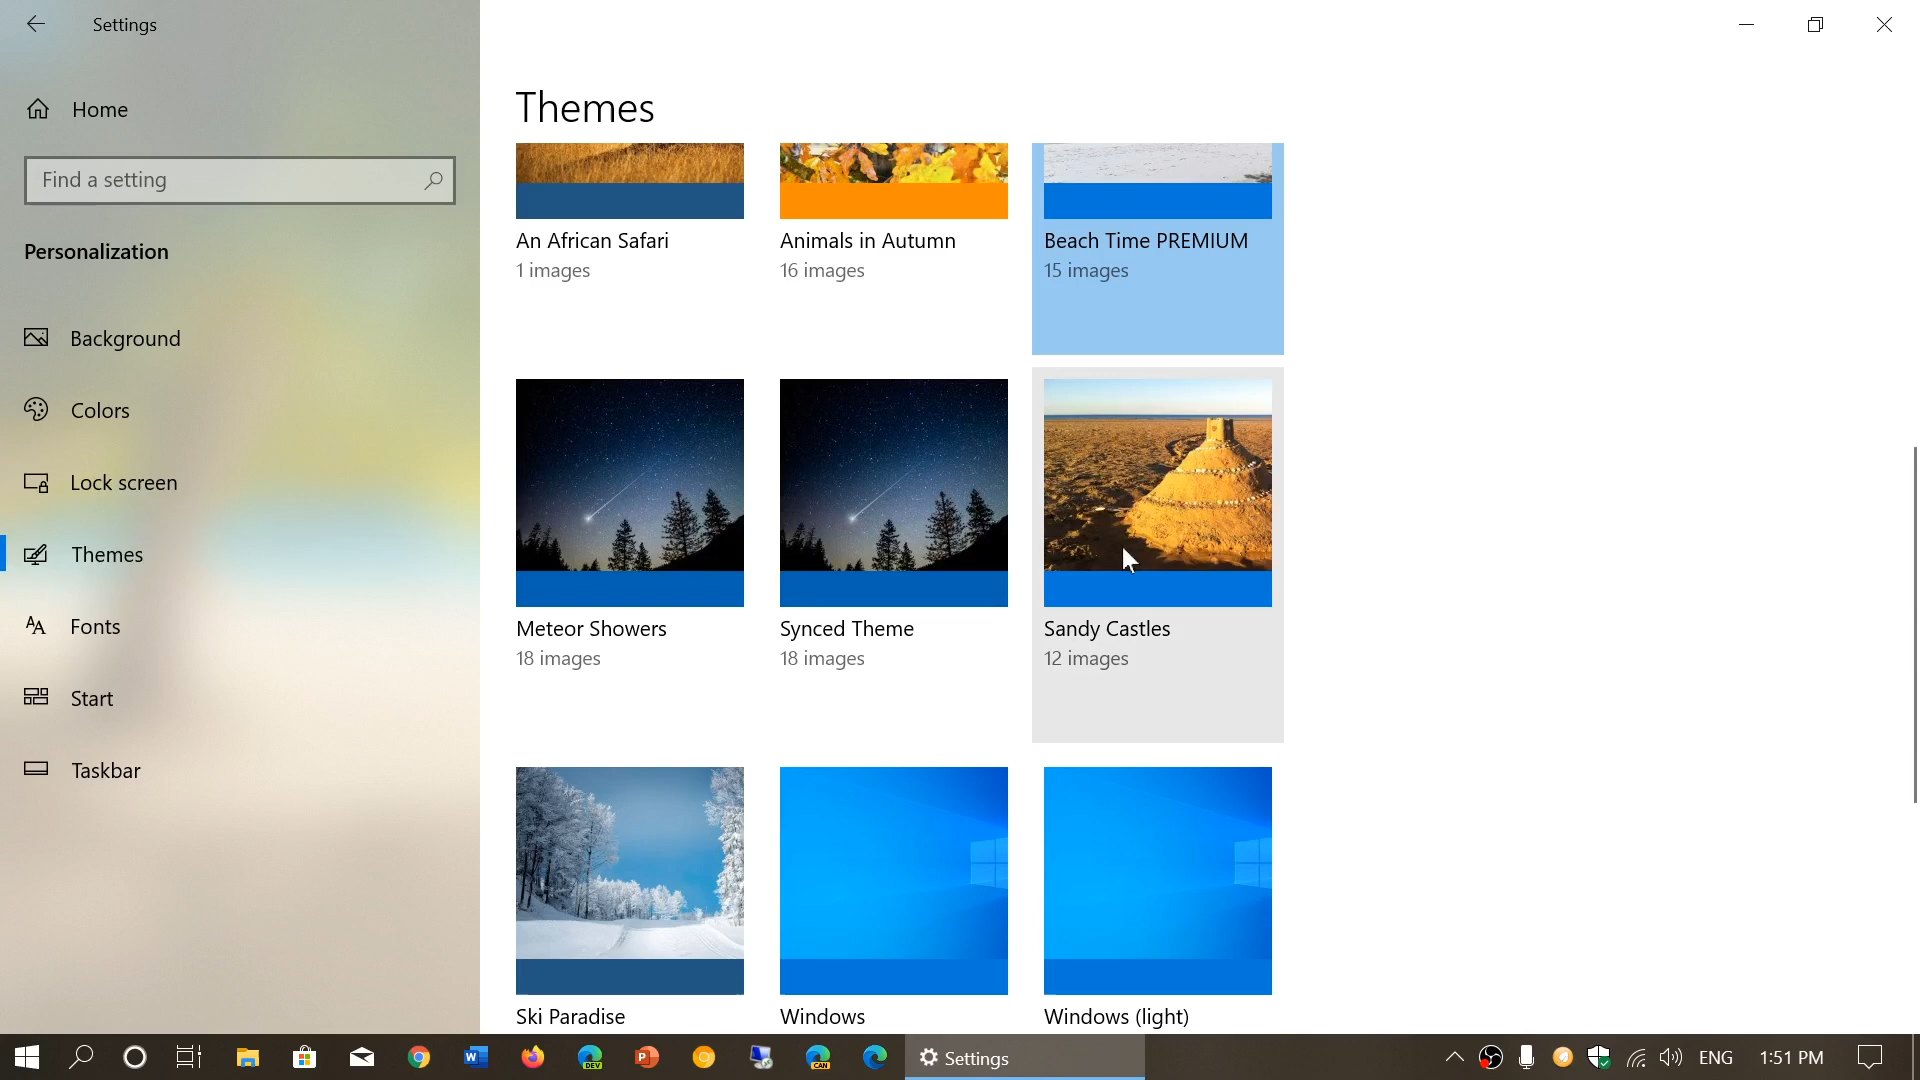 Settings
Home
Find a setting
Personalization
Background
Colors
Lock screen
Themes
Fonts
Start
Taskbar
Themes
An African Safari
1 images
Animals in Autumn
16 images
Beach Time PREMIUM
15 images
Meteor Showers
18 images
Synced Theme
18 images
Sandy Castles
12 images
Ski Paradise
Windows
Windows (light)
DEV
CAN
Settings
ENG
1:51 PM